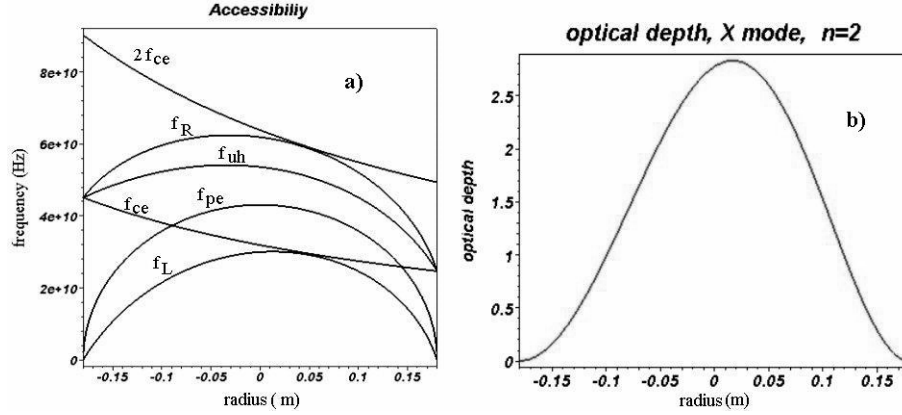 Accessibiliy
frequency (Hz)
8e+10
6e+10
4e+10
2e+10
0
2fce
a)
fR
fuh
fpe
fce
fL
-0.15 -0.1 -0.05 0 0.05 0.1 0.15
radius ( m)
optical depth, X mode, n=2
optical depth
2.5
2
1.5
1
0.5
0
b)
-0.15 -0.1 -0.05 0 0.05 0.1 0.15
radius (m)